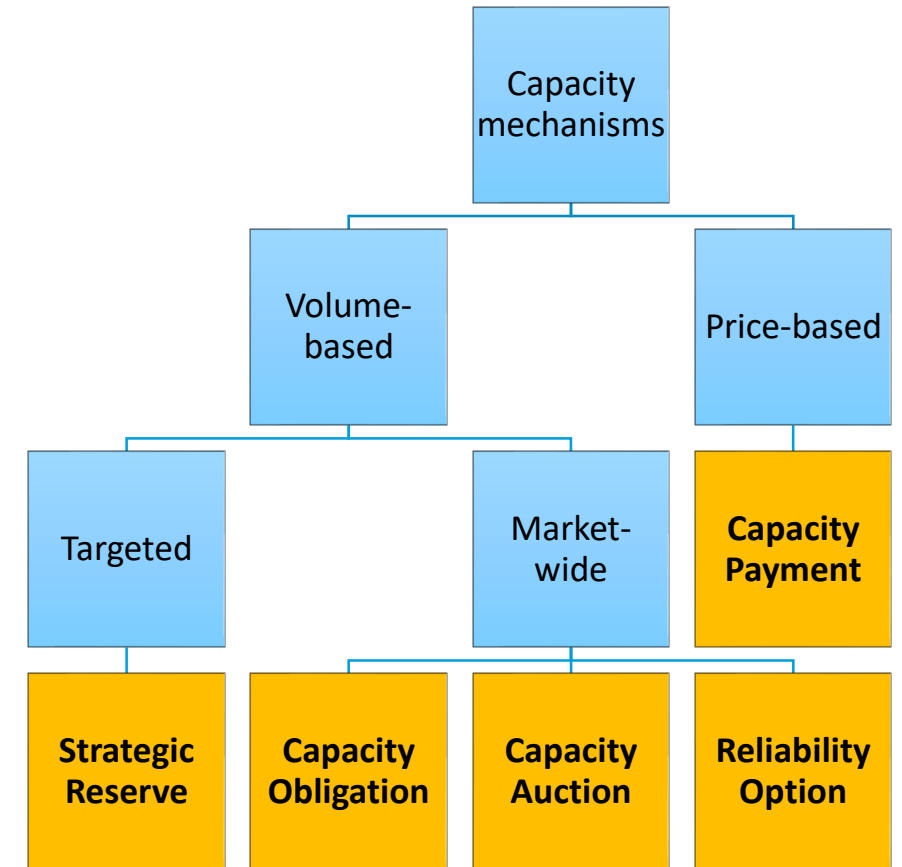 Capacity
mechanisms
Volume-
based
Price-based
Targeted
Market-
wide
Capacity
Payment
Strategic
Reserve
Capacity
Obligation
Capacity
Auction
Reliability
Option